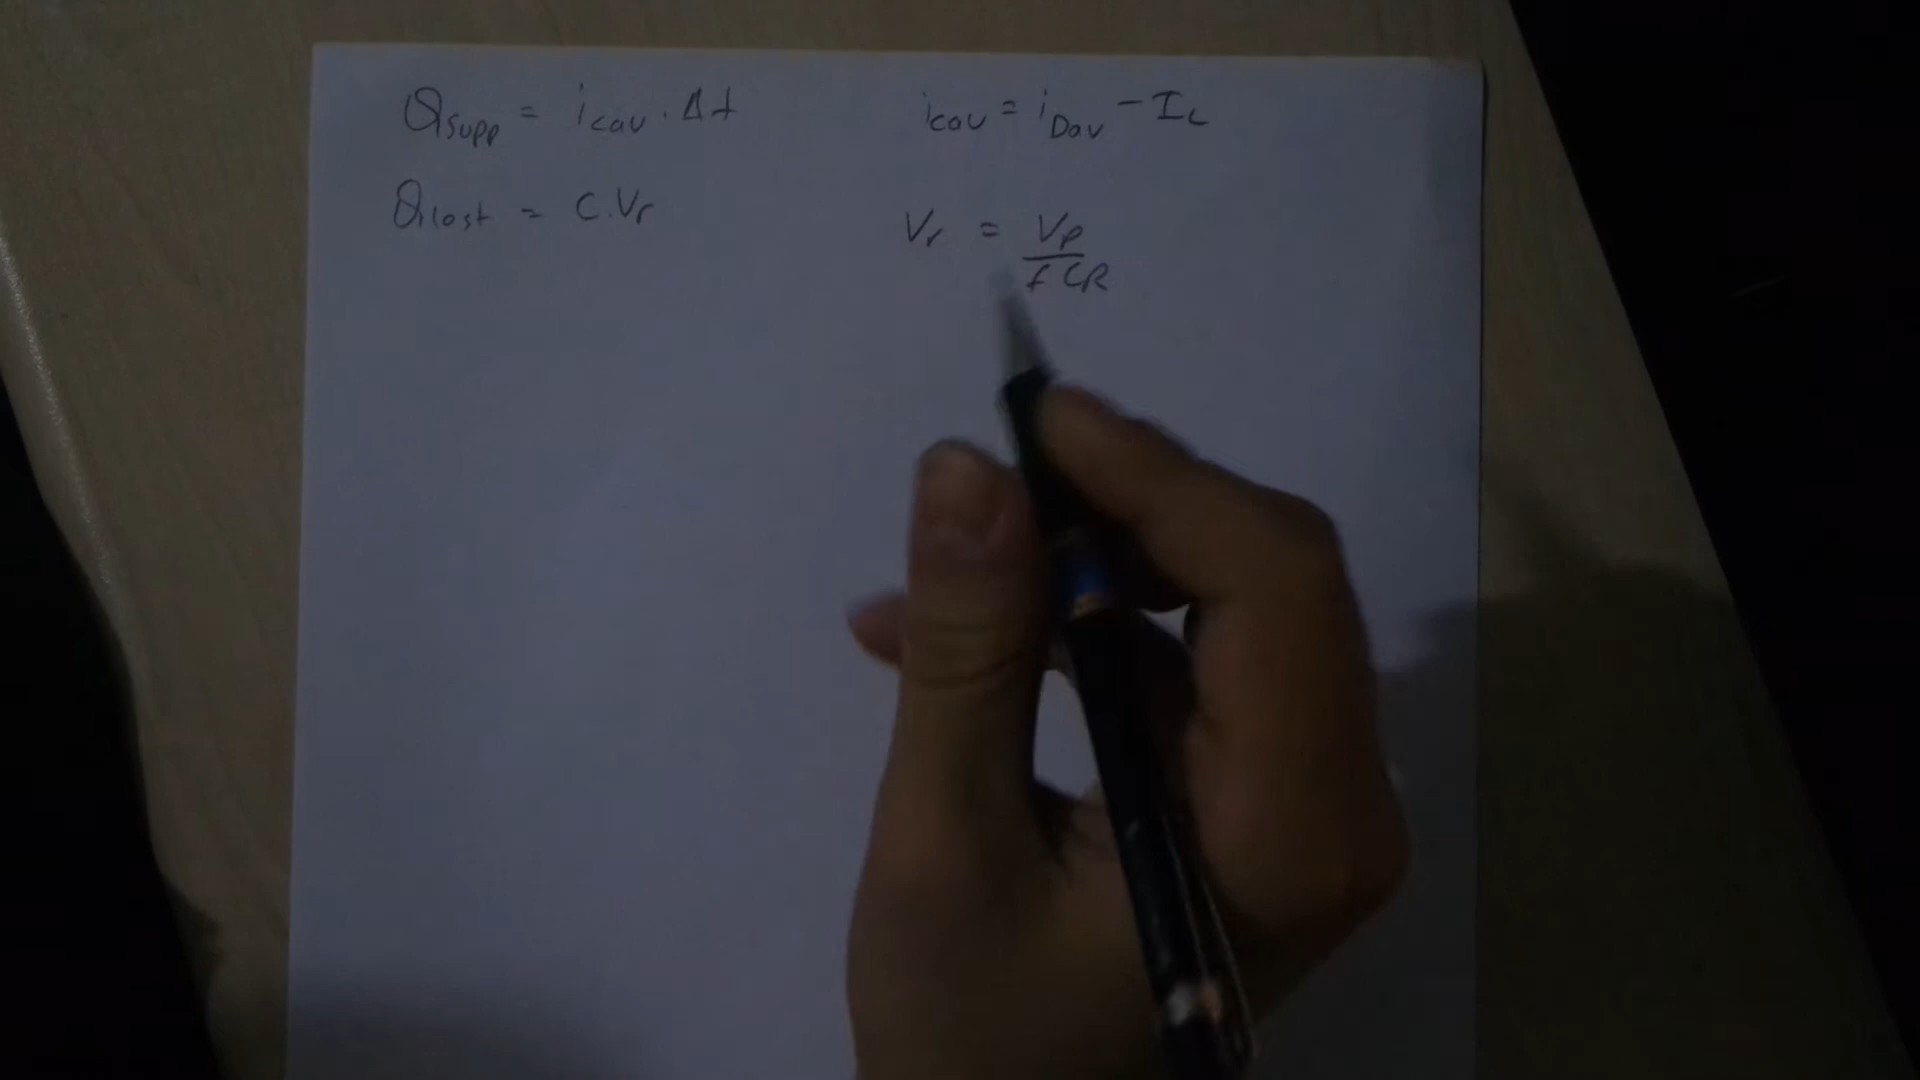 Qsupp = icav . Δt
icav = iDav - IL
Qlost = C.Vr
Vr = Vp / fCR